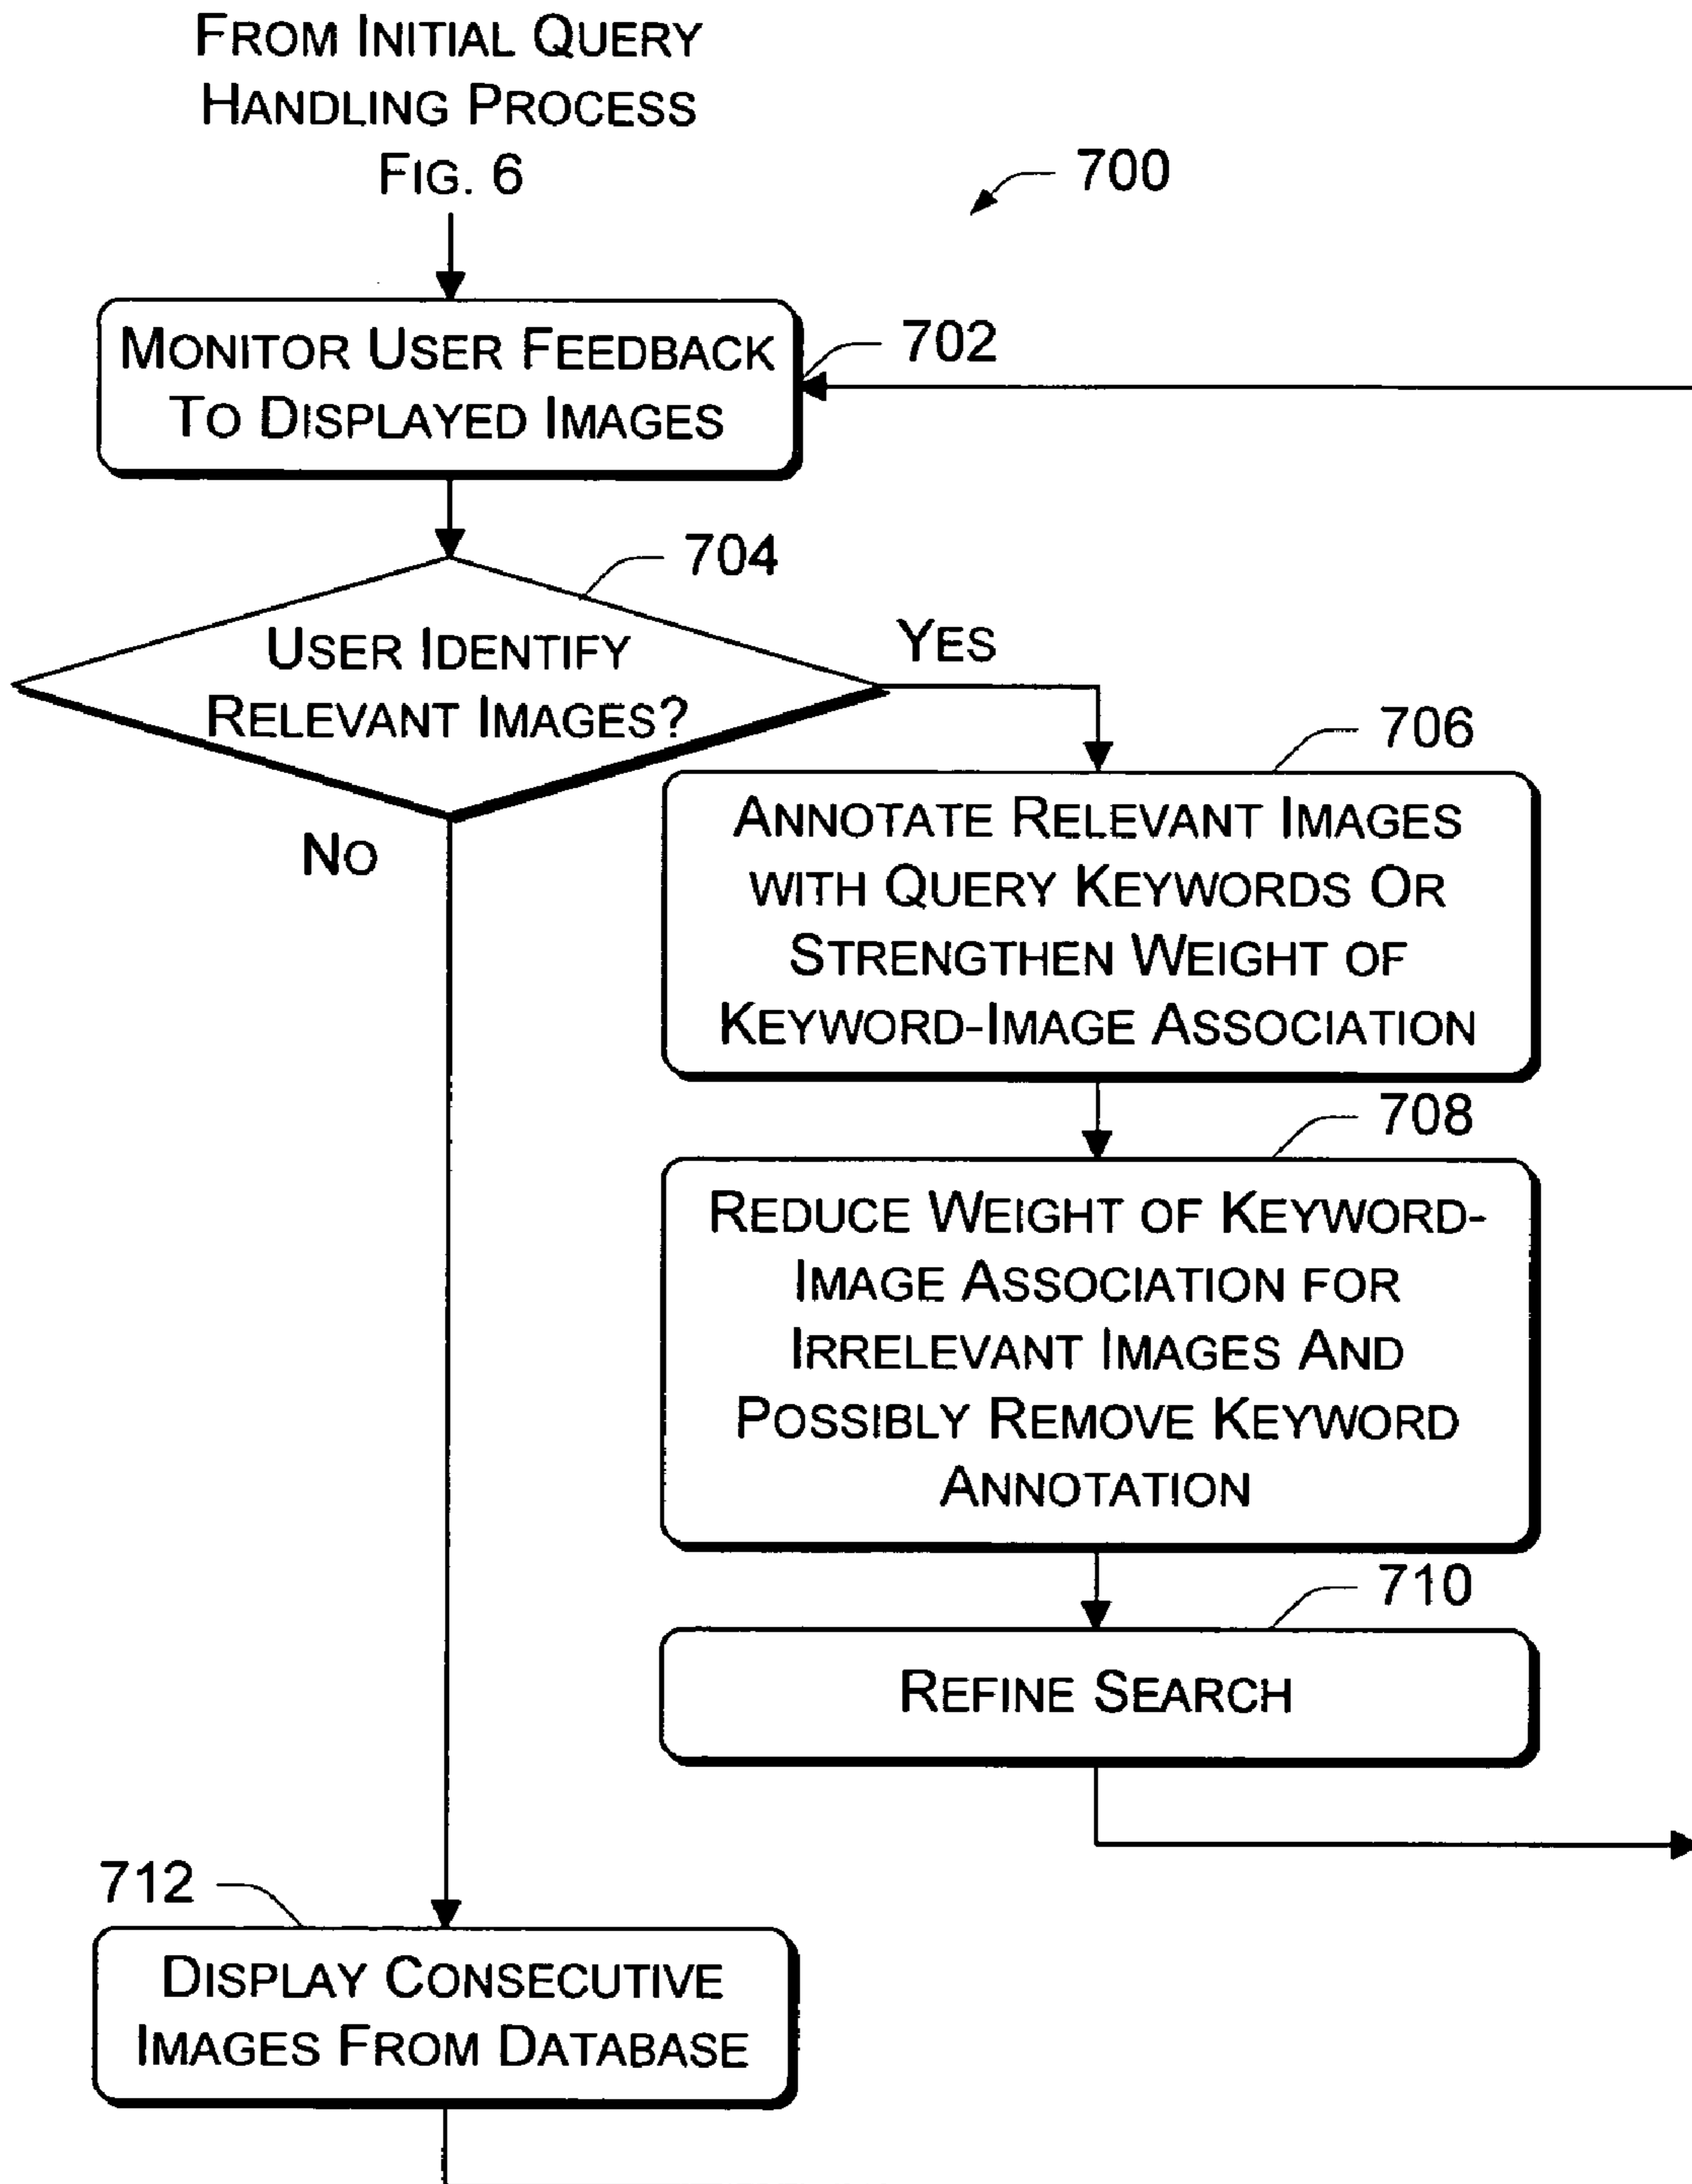 FROM INITIAL QUERY
HANDLING PROCESS
FIG. 6
700
MONITOR USER FEEDBACK
TO DISPLAYED IMAGES
702
704
USER IDENTIFY
RELEVANT IMAGES?
YES
NO
706
ANNOTATE RELEVANT IMAGES
WITH QUERY KEYWORDS OR
STRENGTHEN WEIGHT OF
KEYWORD-IMAGE ASSOCIATION
708
REDUCE WEIGHT OF KEYWORD-
IMAGE ASSOCIATION FOR
IRRELEVANT IMAGES AND
POSSIBLY REMOVE KEYWORD
ANNOTATION
710
REFINE SEARCH
712
DISPLAY CONSECUTIVE
IMAGES FROM DATABASE